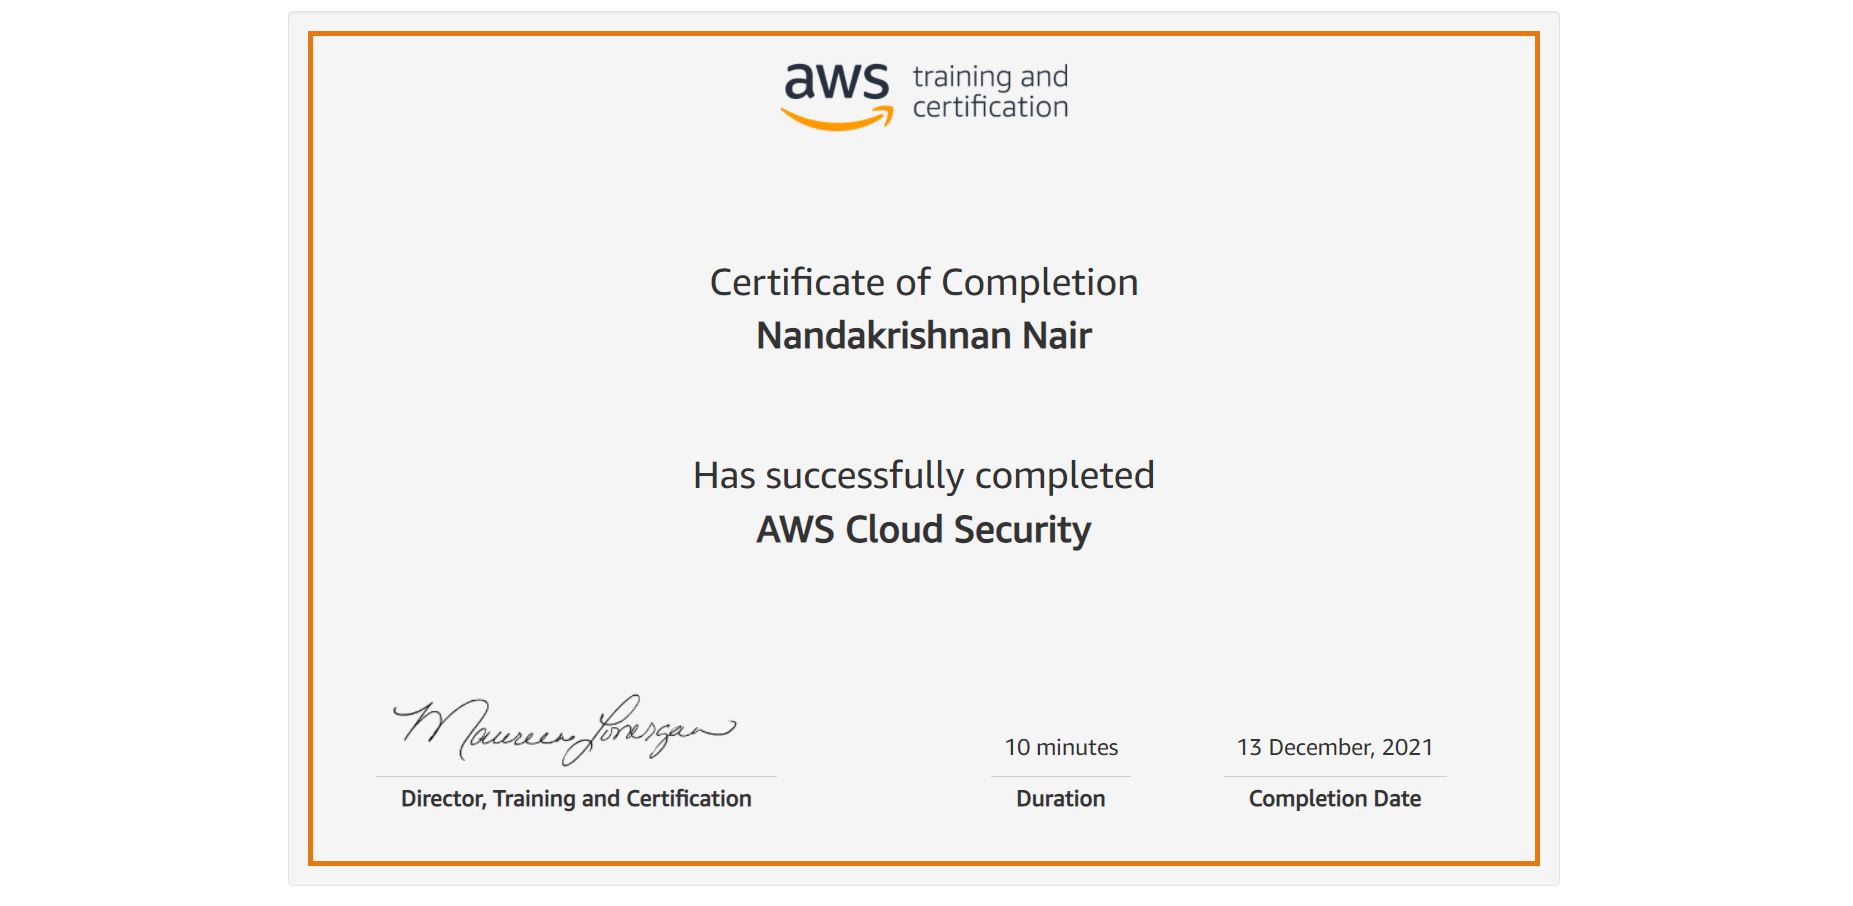 aws training and
certification
Certificate of Completion
Nandakrishnan Nair
Has successfully completed
AWS Cloud Security
Maureen Lonergan
10 minutes
13 December, 2021
Director, Training and Certification
Duration
Completion Date